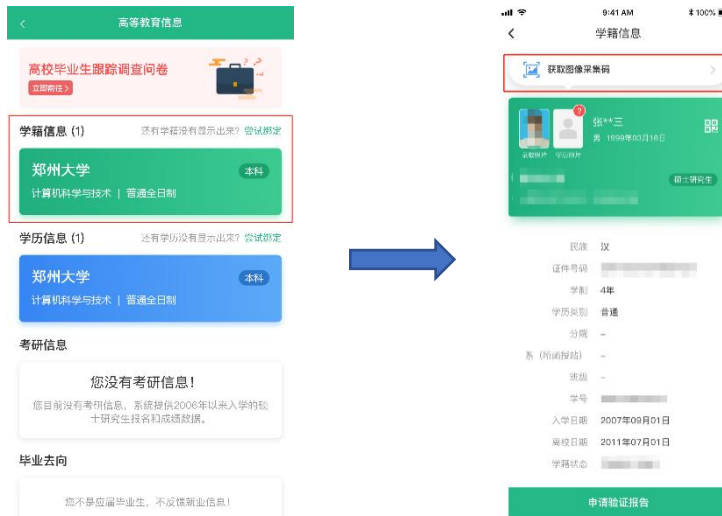 高等教育信息
高校毕业生跟踪调查问卷
立即前往>
学籍信息 (1) 还有学籍没有显示出来？尝试绑定
郑州大学 本科
计算机科学与技术 | 普通全日制
学历信息 (1) 还有学历没有显示出来？尝试绑定
郑州大学 本科
计算机科学与技术 | 普通全日制
考研信息
您没有考研信息！
您目前没有考研信息，系统提供2006年以来入学的硕
士研究生报名和成绩数据。
毕业去向
您不是应届毕业生，不反馈就业信息！
9:41 AM 100%
学籍信息
获取图像采集码
张**三
男 1999年03月16日
录取照片 学历照片
硕士研究生
民族 汉
证件号码
学制 4年
学历类别 普通
分院 –
系（所函授站） –
班级 –
学号
入学日期 2007年09月01日
离校日期 2011年07月01日
学籍状态
申请验证报告